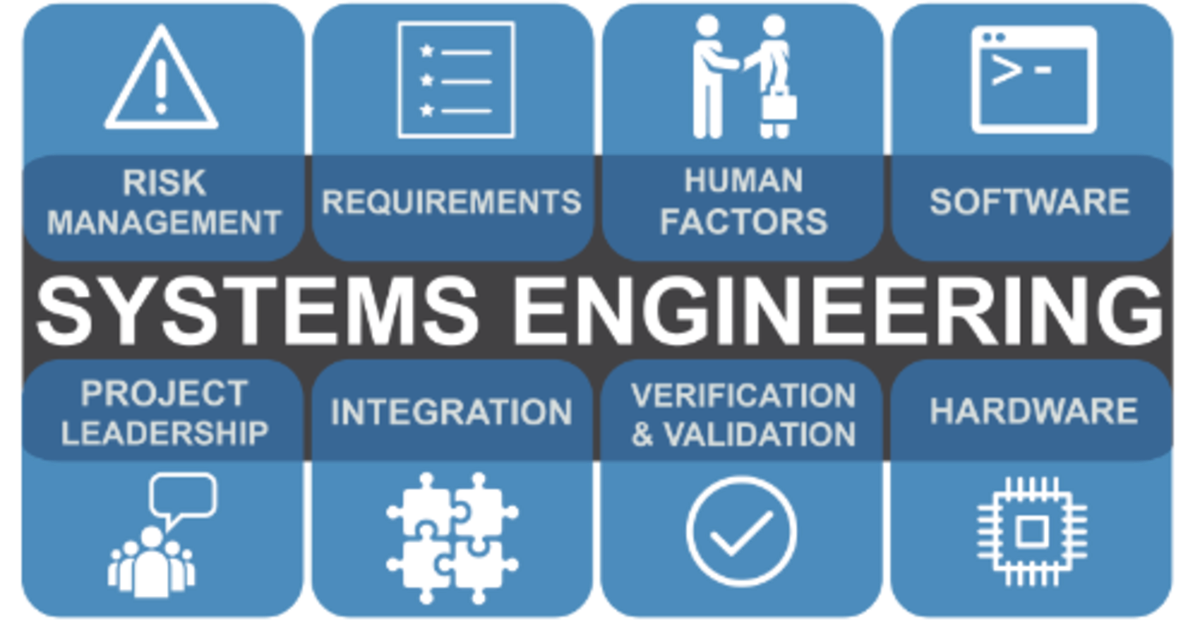 RISK
MANAGEMENT
REQUIREMENTS
HUMAN
FACTORS
>-
SOFTWARE
SYSTEMS ENGINEERING
PROJECT
LEADERSHIP
INTEGRATION
VERIFICATION
& VALIDATION
HARDWARE